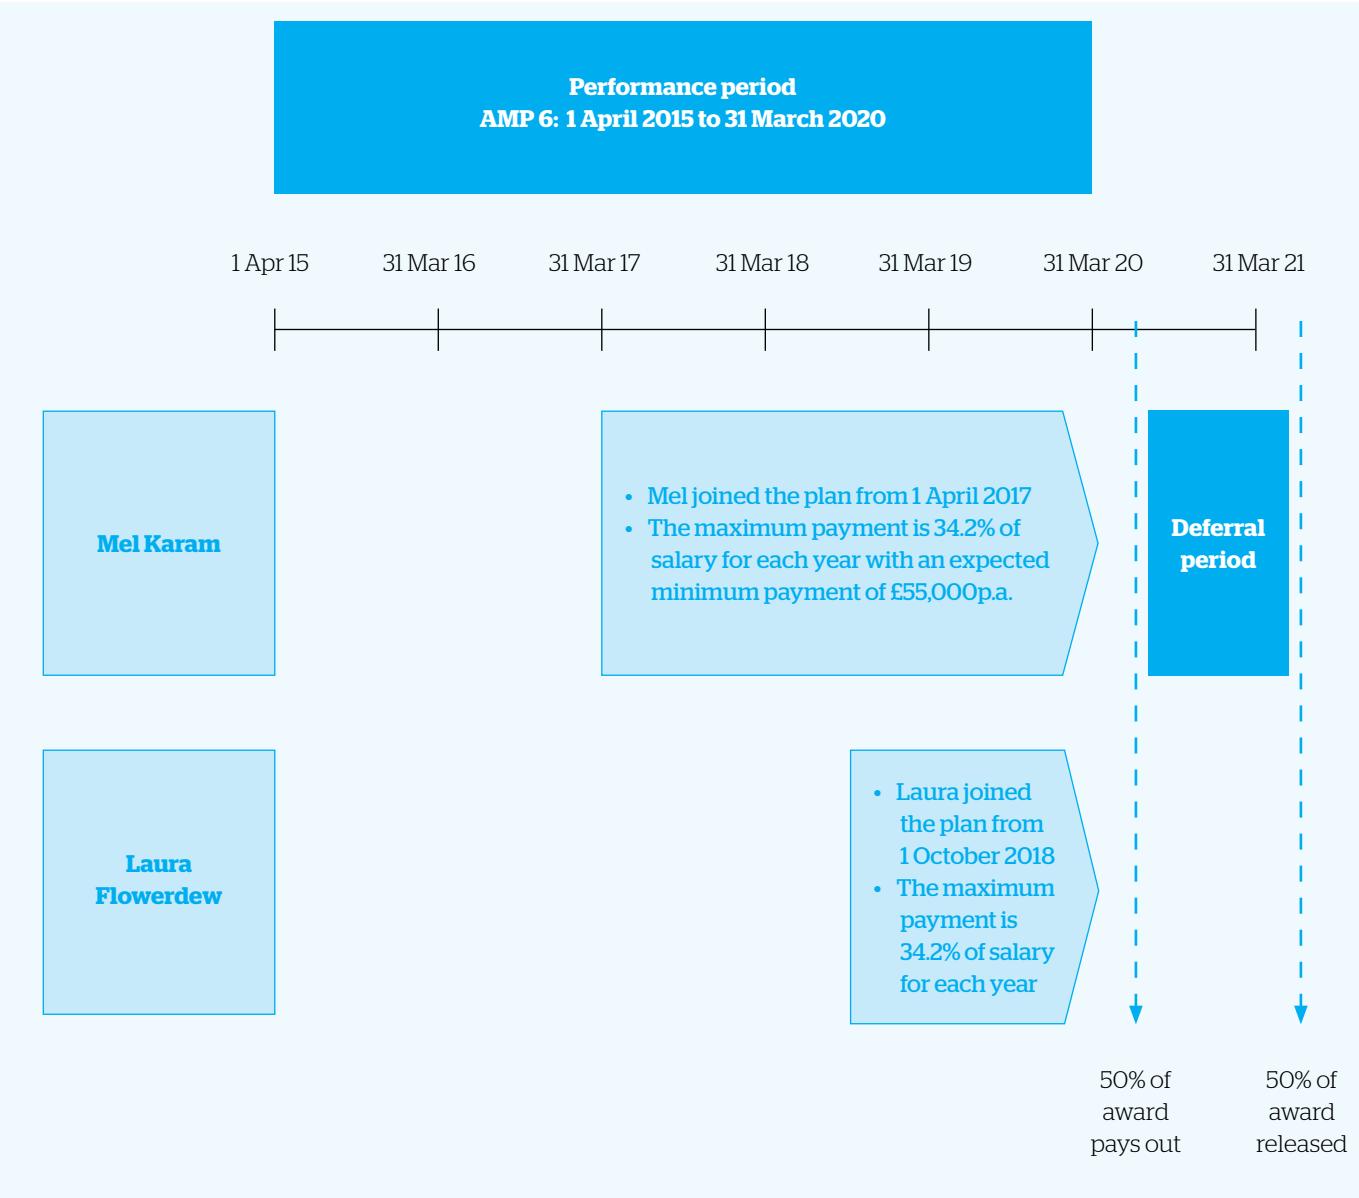 Performance period
AMP 6: 1 April 2015 to 31 March 2020
1 Apr 15
31 Mar 16
31 Mar 17
31 Mar 18
31 Mar 19
31 Mar 20
31 Mar 21
Mel Karam
• Mel joined the plan from 1 April 2017
• The maximum payment is 34.2% of
salary for each year with an expected
minimum payment of £55,000p.a.
Deferral
period
Laura
Flowerdew
• Laura joined
the plan from
1 October 2018
• The maximum
payment is
34.2% of salary
for each year
50% of
award
pays out
50% of
award
released